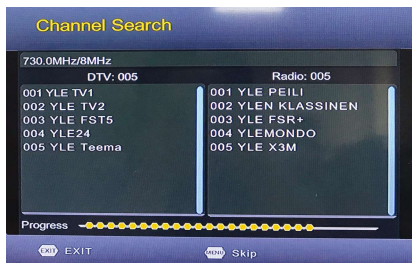 Channel Search
730.0MHz/8MHz
DTV: 005
Radio: 005
001 YLE TV1
002 YLE TV2
003 YLE FST5
004 YLE24
005 YLE Teema
001 YLE PEILI
002 YLEN KLASSINEN
003 YLE FSR+
004 YLEMONDO
005 YLE X3M
Progress
EXIT EXIT
MENU Skip